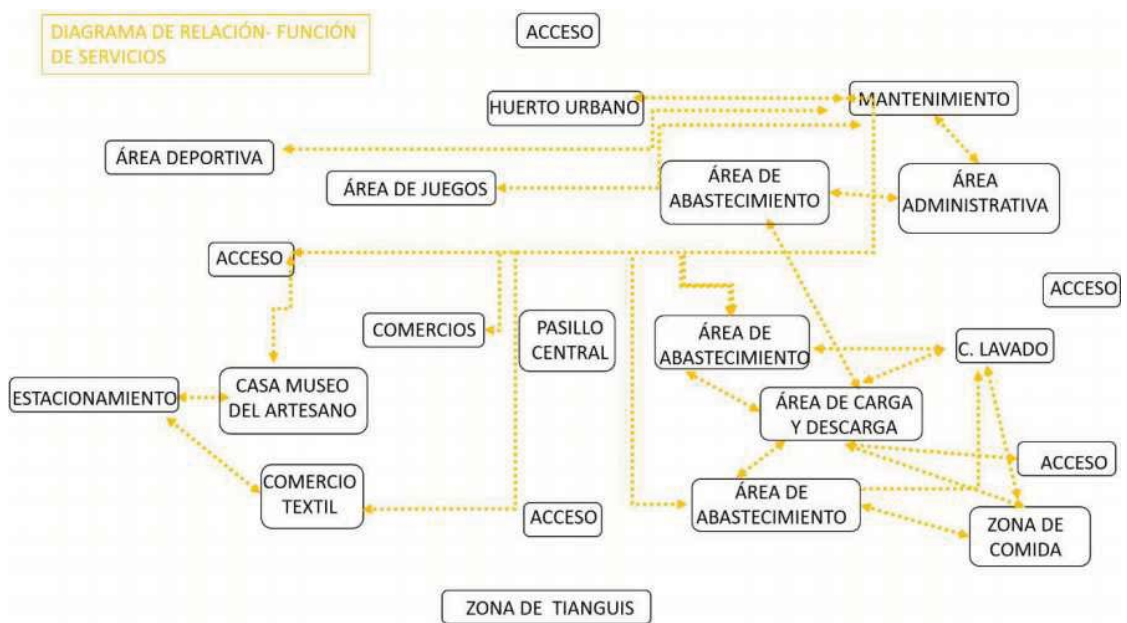 DIAGRAMA DE RELACIÓN- FUNCIÓN
DE SERVICIOS
ACCESO
HUERTO URBANO
MANTENIMIENTO
ÁREA DEPORTIVA
ÁREA DE JUEGOS
ÁREA DE
ABASTECIMIENTO
ÁREA
ADMINISTRATIVA
ACCESO
ACCESO
COMERCIOS
PASILLO
CENTRAL
ÁREA DE
ABASTECIMIENTO
C. LAVADO
ESTACIONAMIENTO
CASA MUSEO
DEL ARTESANO
ÁREA DE CARGA
Y DESCARGA
ACCESO
COMERCIO
TEXTIL
ACCESO
ÁREA DE
ABASTECIMIENTO
ZONA DE
COMIDA
ZONA DE TIANGUIS